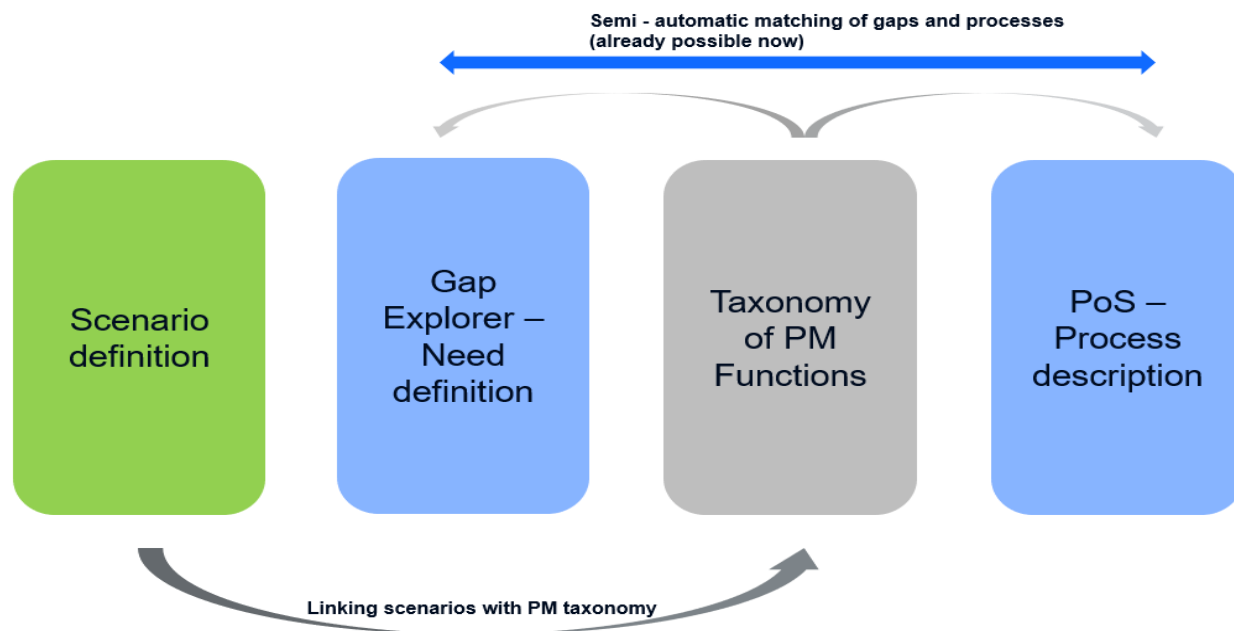 Semi - automatic matching of gaps and processes
(already possible now)
Scenario
definition
Gap
Explorer –
Need
definition
Taxonomy
of PM
Functions
PoS –
Process
description
Linking scenarios with PM taxonomy